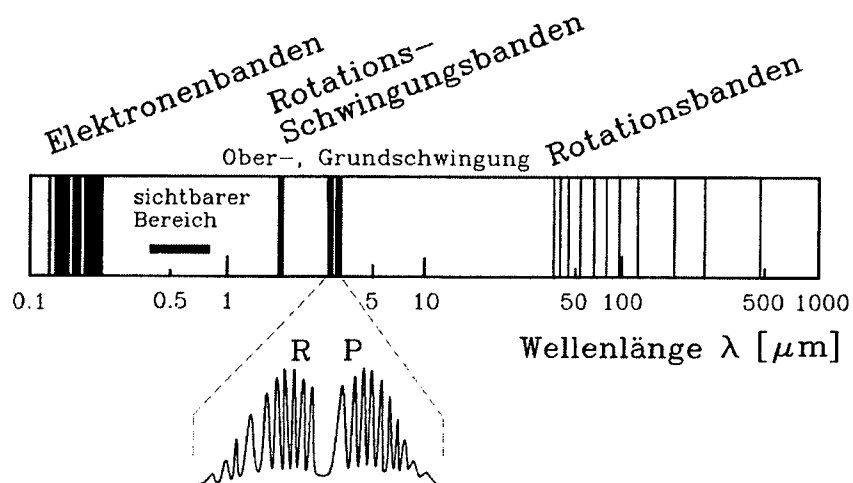 Elektronenbanden
Rotations-
Schwingungsbanden
Rotationsbanden
Ober-, Grundschwingung
sichtbarer
Bereich
0.1 0.5 1 5 10 50 100 500 1000
Wellenlänge λ [μm]
R P